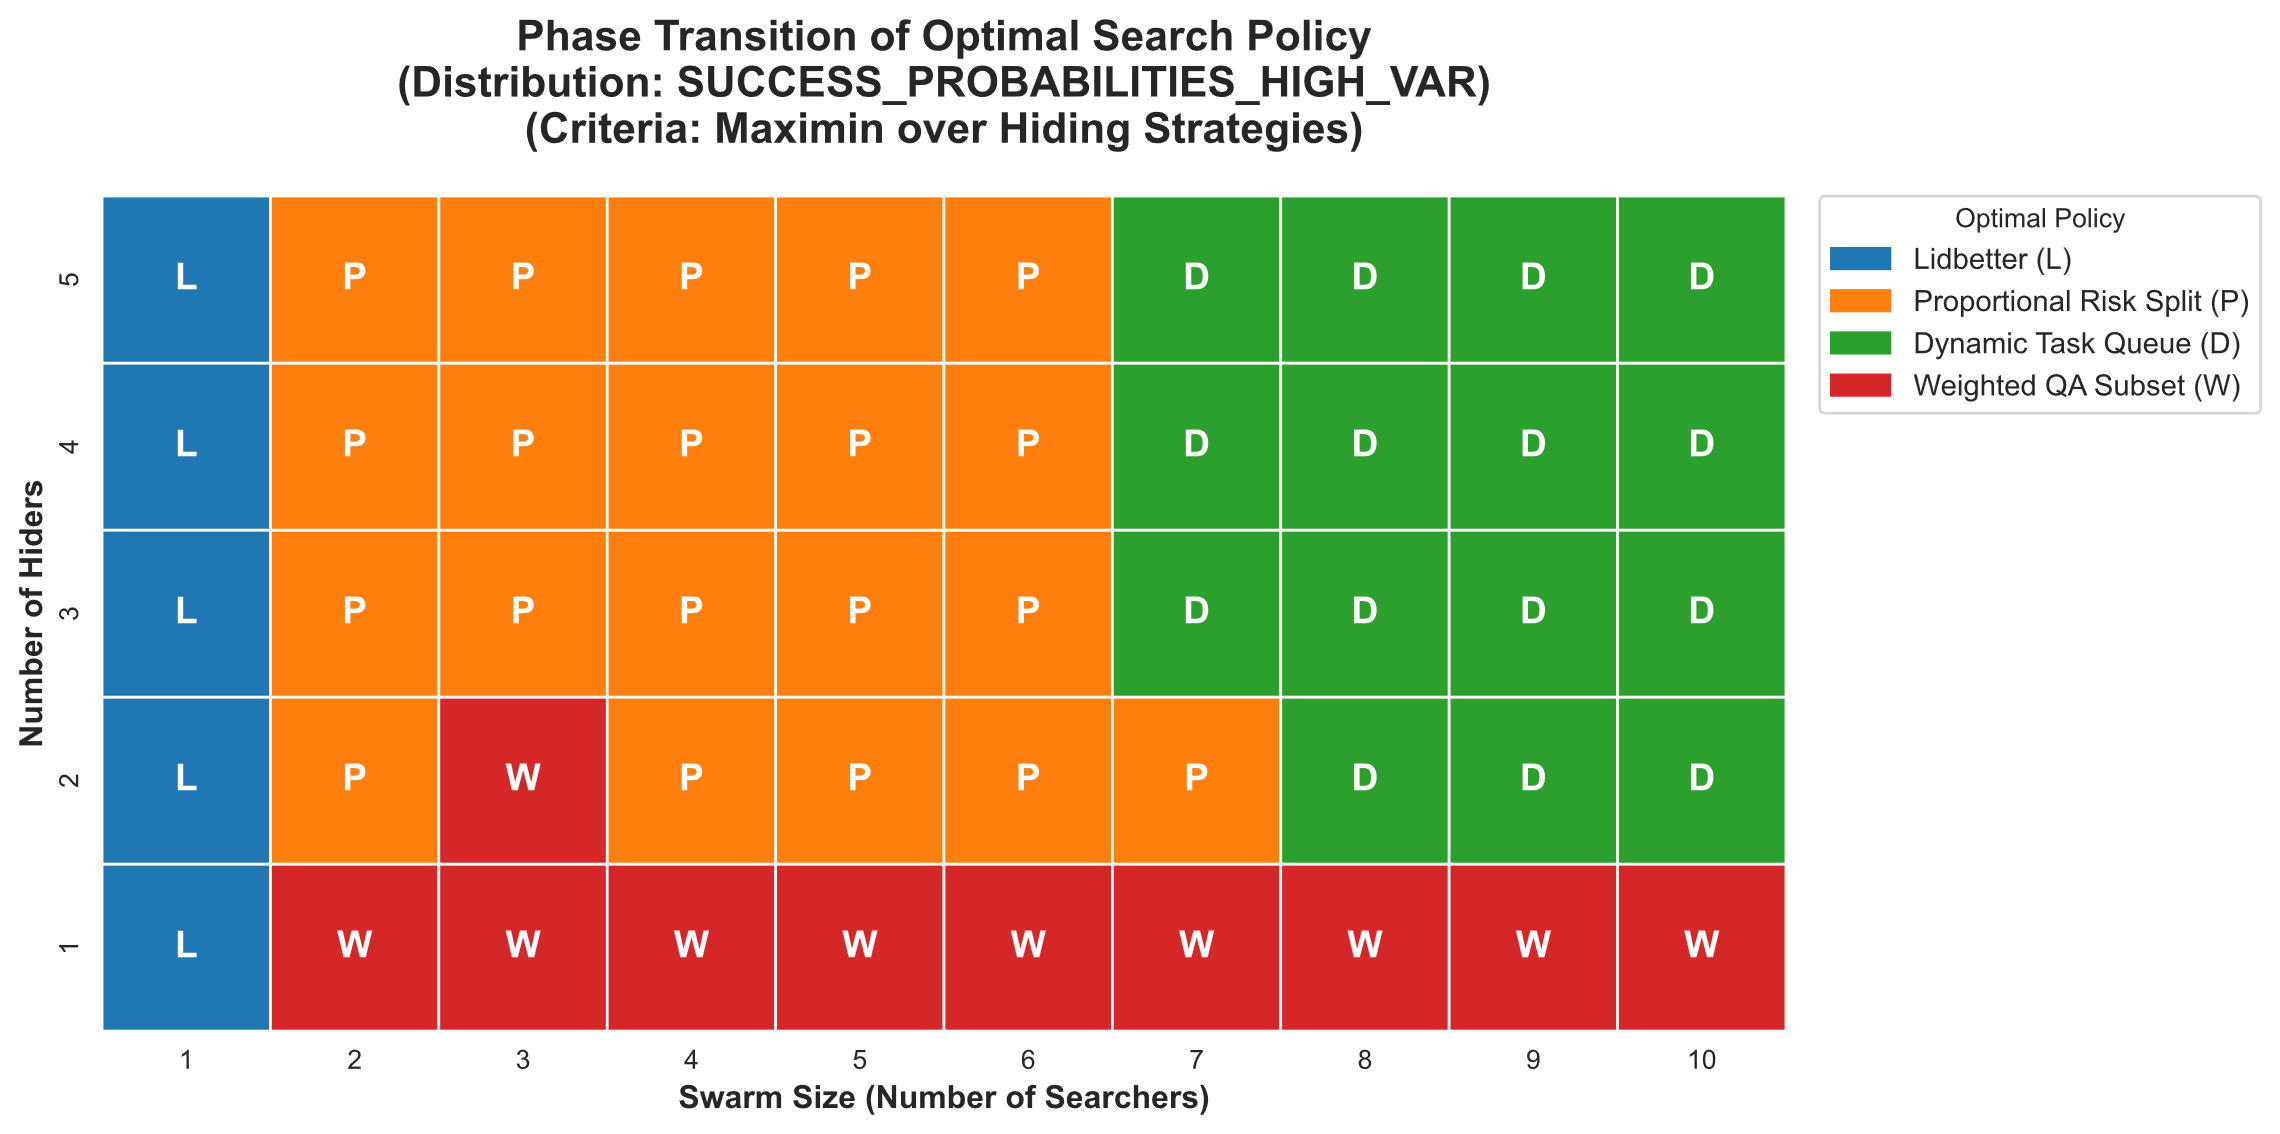 Phase Transition of Optimal Search Policy
(Distribution: SUCCESS_PROBABILITIES_HIGH_VAR)
(Criteria: Maximin over Hiding Strategies)
Optimal Policy
Lidbetter (L)
Proportional Risk Split (P)
Dynamic Task Queue (D)
Weighted QA Subset (W)
Number of Hiders
5 L P P P P P D D D D
4 L P P P P P D D D D
3 L P P P P P D D D D
2 L P W P P P P D D D
1 L W W W W W W W W W
1 2 3 4 5 6 7 8 9 10
Swarm Size (Number of Searchers)